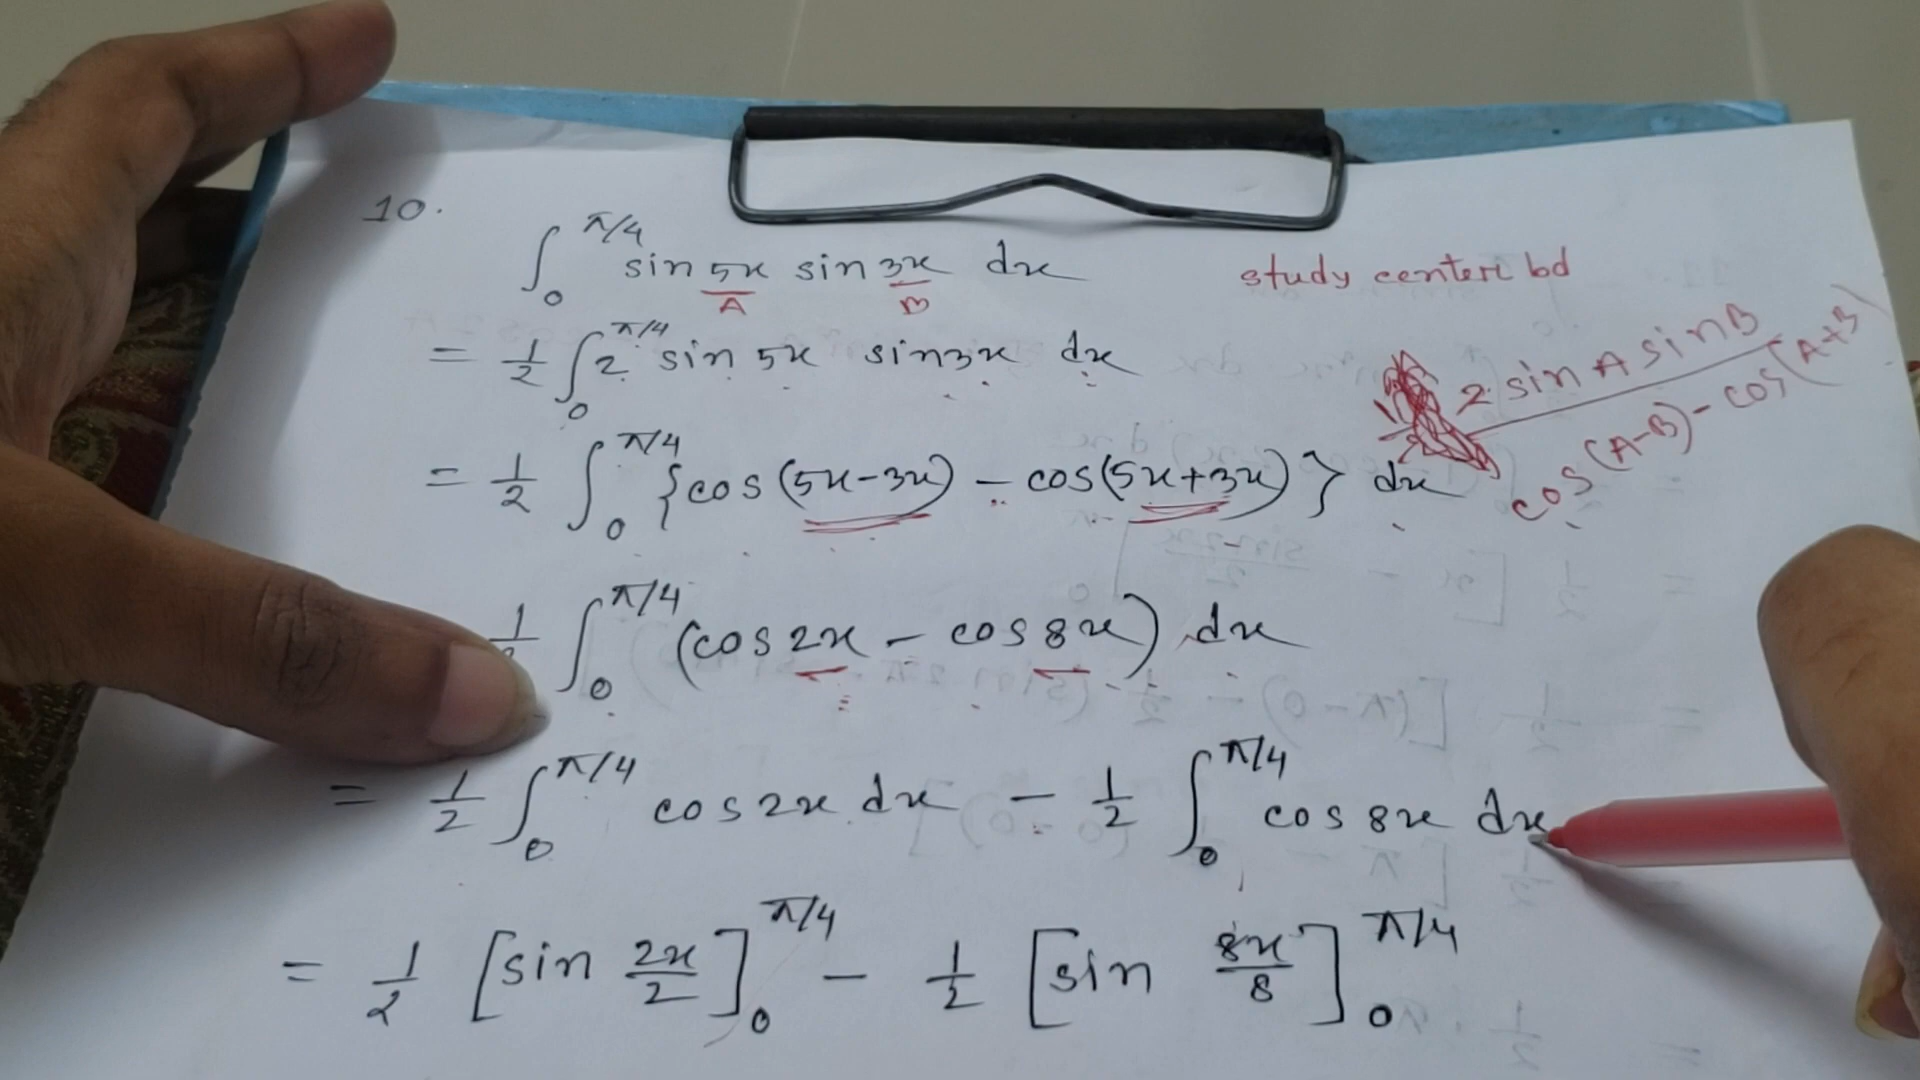 10.
∫₀^π/4 sin 5x sin 3x dx
A B
study center bd
= 1/2 ∫₀^π/4 2 sin 5x sin 3x dx
2 sin A sin B
cos (A-B) - cos (A+B)
= 1/2 ∫₀^π/4 {cos (5x-3x) - cos (5x+3x)} dx
1/2 ∫₀^π/4 (cos 2x - cos 8x) dx
= 1/2 ∫₀^π/4 cos 2x dx - 1/2 ∫₀^π/4 cos 8x dx
= 1/2 [sin 2x/2]₀^π/4 - 1/2 [sin 8x/8]₀^π/4